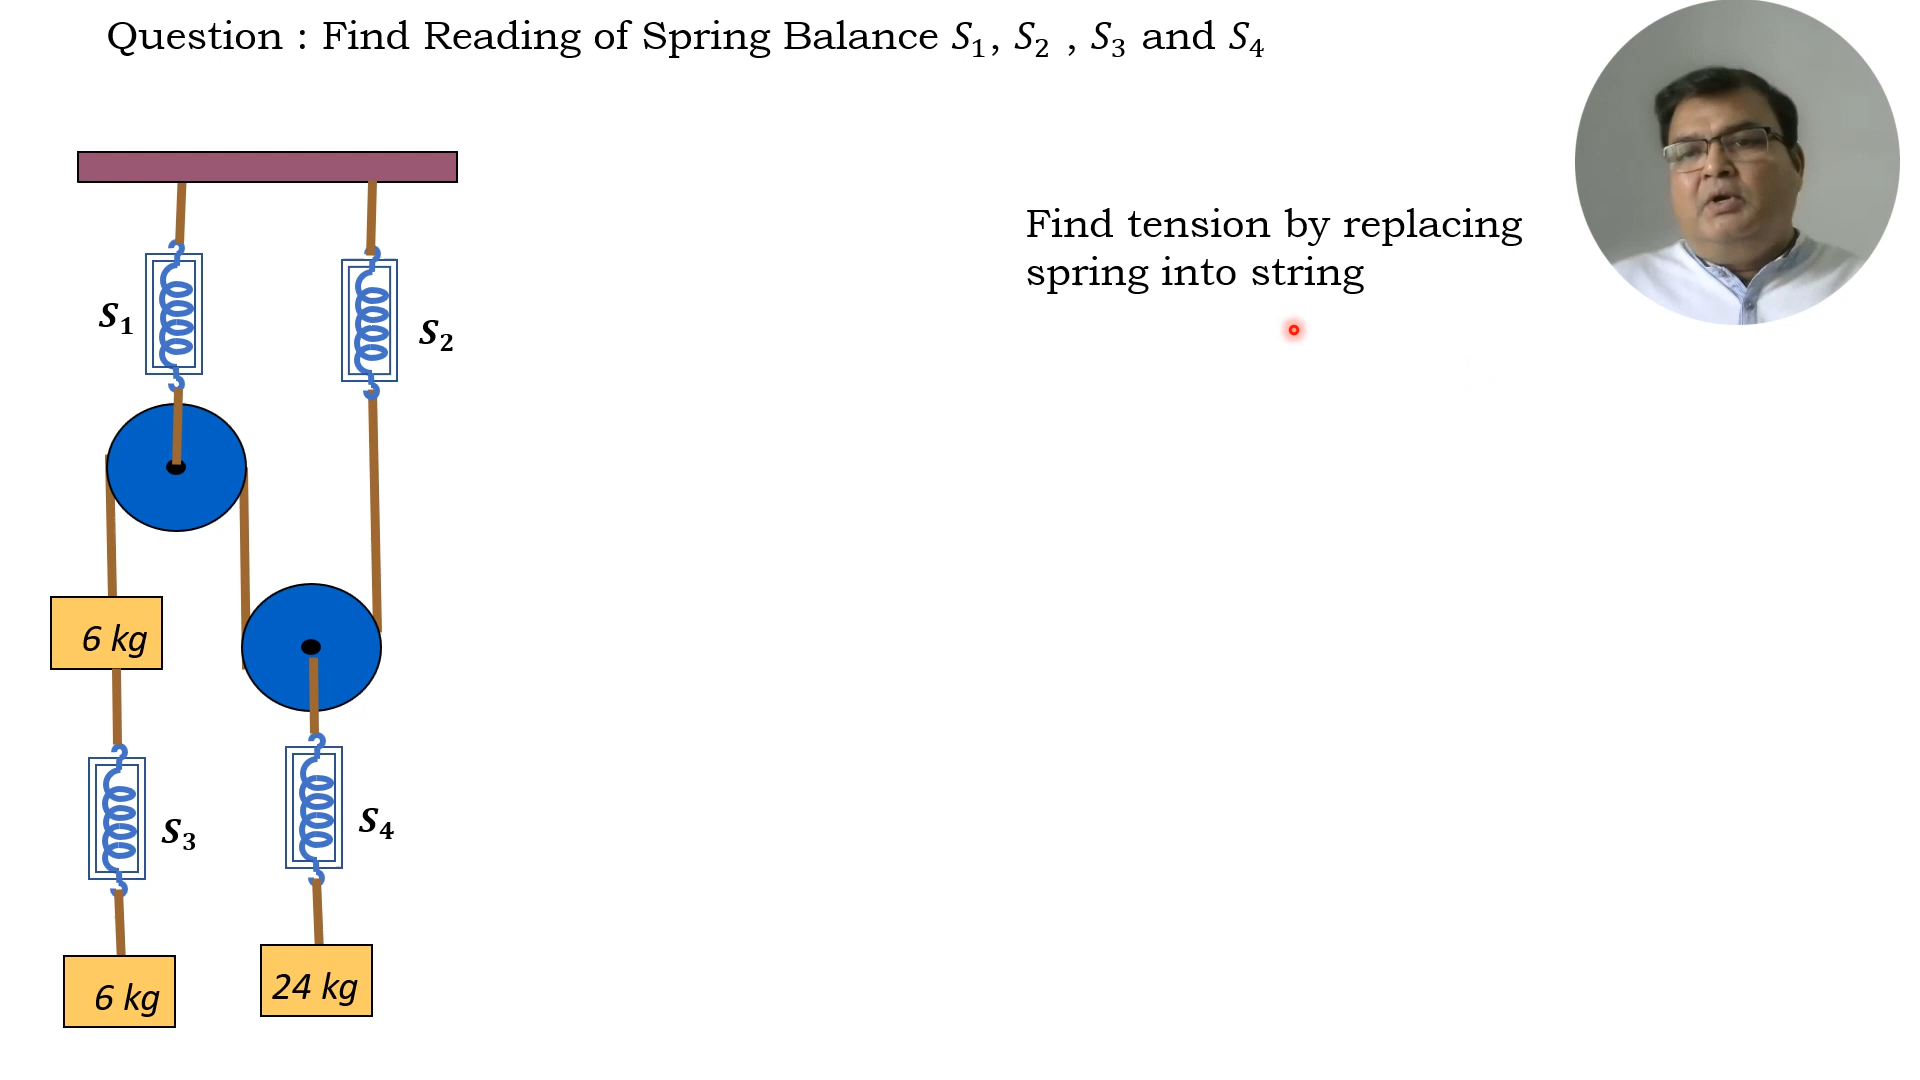 Question : Find Reading of Spring Balance S₁, S₂ , S₃ and S₄
Find tension by replacing
spring into string
S₁
S₂
6 kg
S₃
S₄
6 kg
24 kg